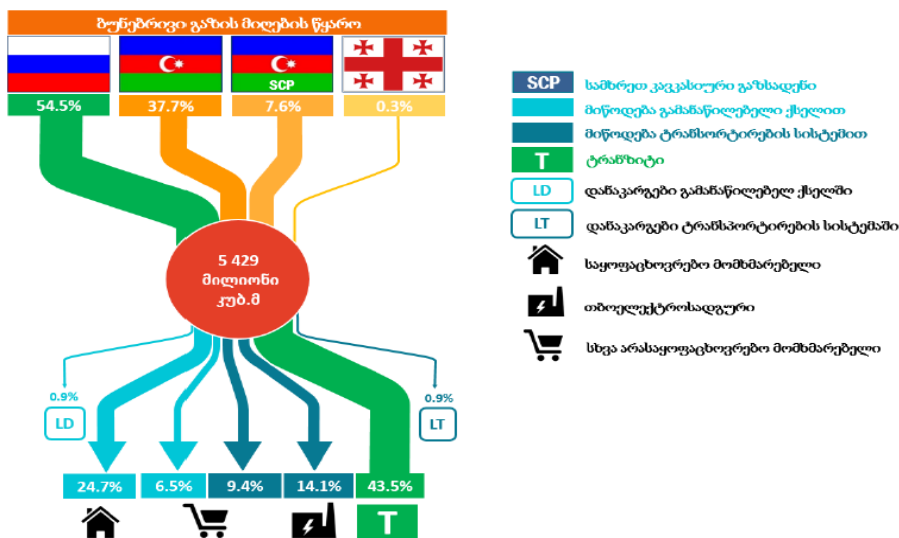 ბუნებრივი გაზის მიღების წყარო
SCP
54.5% 37.7% 7.6% 0.3%
5 429
მილიონი
კუბ.მ
0.9%
LD
0.9%
LT
24.7% 6.5% 9.4% 14.1% 43.5%
T
SCP სამხრეთ კავკასიური გაზსადენი
მიწოდება გამანაწილებელი ქსელით
მიწოდება ტრანსორტირების სისტემით
T ტრანზიტი
LD დანაკარგები გამანაწილებელ ქსელში
LT დანაკარგები ტრანსპორტირების სისტემაში
საყოფაცხოვრებო მომხმარებელი
თბოელექტროსადგური
სხვა არასაყოფაცხოვრებო მომხმარებელი